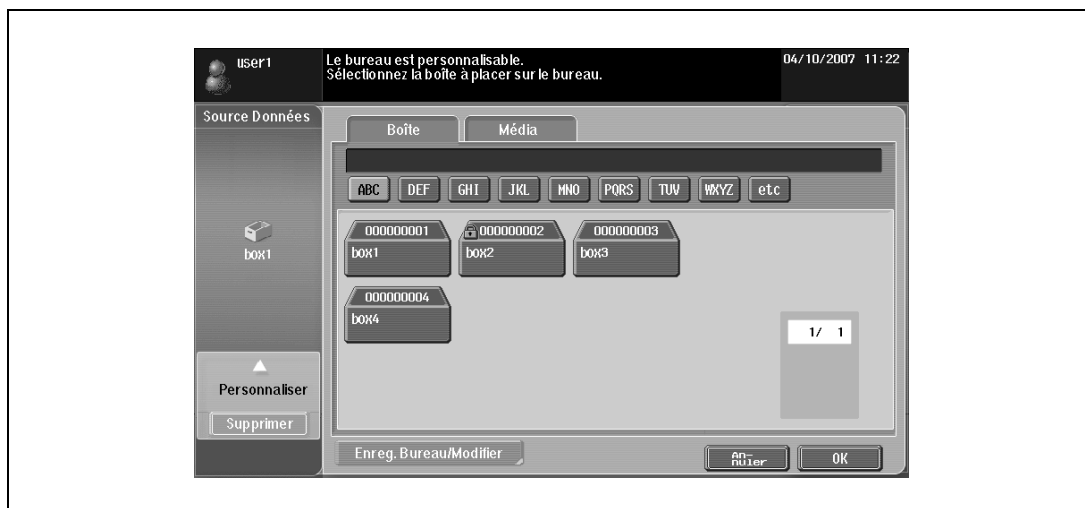 user1
Le bureau est personnalisable.
Sélectionnez la boîte à placer sur le bureau.
04/10/2007 11:22
Source Données
Boîte
Média
ABC
DEF
GHI
JKL
MNO
PQRS
TUV
WXYZ
etc
box1
000000001
box1
000000002
box2
000000003
box3
000000004
box4
1/ 1
Personnaliser
Supprimer
Enreg. Bureau/Modifier
An-
nuler
OK